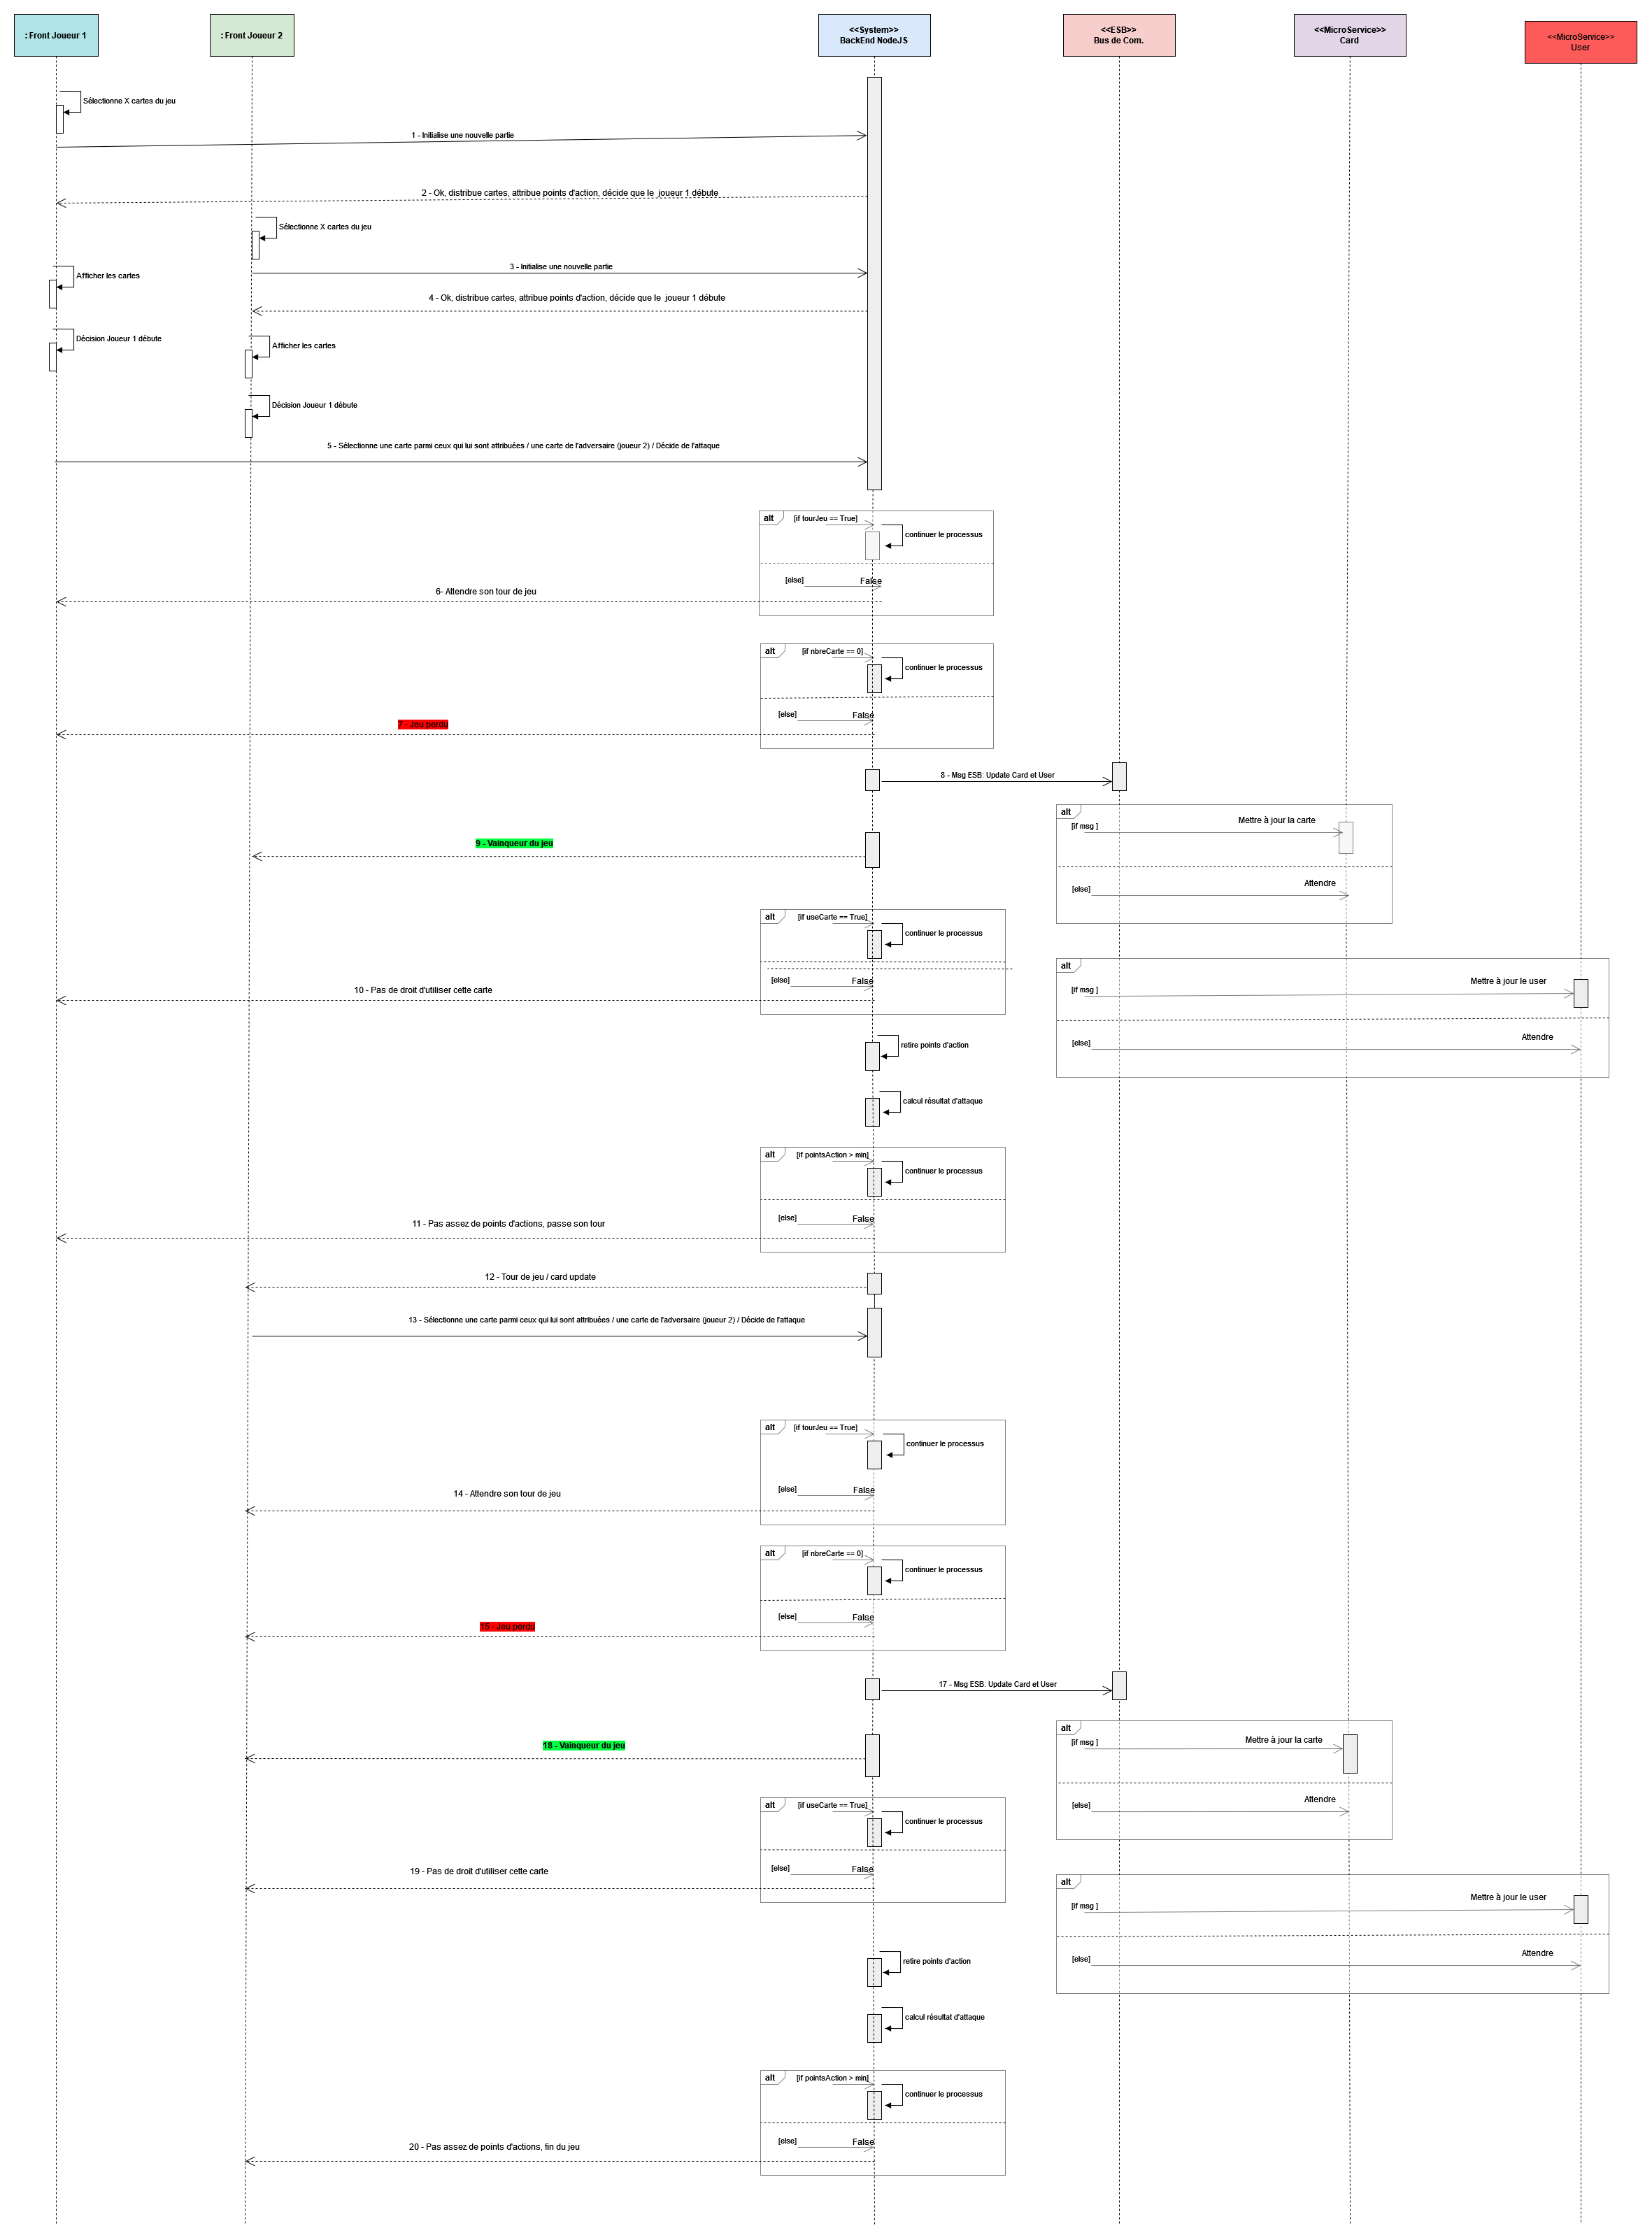 : Front Joueur 1
: Front Joueur 2
<<System>>
BackEnd NodeJS
<<ESB>>
Bus de Com.
<<MicroService>>
Card
<<MicroService>>
User
Sélectionne X cartes du jeu
1 - Initialise une nouvelle partie
2 - Ok, distribue cartes, attribue points d'action, décide que le joueur 1 débute
Sélectionne X cartes du jeu
3 - Initialise une nouvelle partie
Afficher les cartes
4 - Ok, distribue cartes, attribue points d'action, décide que le joueur 1 débute
Décision Joueur 1 débute
Afficher les cartes
Décision Joueur 1 débute
5 - Sélectionne une carte parmi ceux qui lui sont attribuées / une carte de l'adversaire (joueur 2) / Décide de l'attaque
alt
[if tourJeu == True]
continuer le processus
[else]
False
6- Attendre son tour de jeu
alt
[if nbreCarte == 0]
continuer le processus
[else]
False
7 - Jeu perdu
8 - Msg ESB: Update Card et User
alt
[if msg ]
Mettre à jour la carte
9 - Vainqueur du jeu
[else]
Attendre
alt
[if useCarte == True]
continuer le processus
[else]
False
10 - Pas de droit d'utiliser cette carte
alt
[if msg ]
Mettre à jour le user
[else]
Attendre
retire points d'action
calcul résultat d'attaque
alt
[if pointsAction > min]
continuer le processus
[else]
False
11 - Pas assez de points d'actions, passe son tour
12 - Tour de jeu / card update
13 - Sélectionne une carte parmi ceux qui lui sont attribuées / une carte de l'adversaire (joueur 2) / Décide de l'attaque
alt
[if tourJeu == True]
continuer le processus
[else]
False
14 - Attendre son tour de jeu
alt
[if nbreCarte == 0]
continuer le processus
[else]
False
15 - Jeu perdu
17 - Msg ESB: Update Card et User
alt
[if msg ]
Mettre à jour la carte
18 - Vainqueur du jeu
[else]
Attendre
alt
[if useCarte == True]
continuer le processus
[else]
False
19 - Pas de droit d'utiliser cette carte
alt
[if msg ]
Mettre à jour le user
[else]
Attendre
retire points d'action
calcul résultat d'attaque
alt
[if pointsAction > min]
continuer le processus
[else]
False
20 - Pas assez de points d'actions, fin du jeu